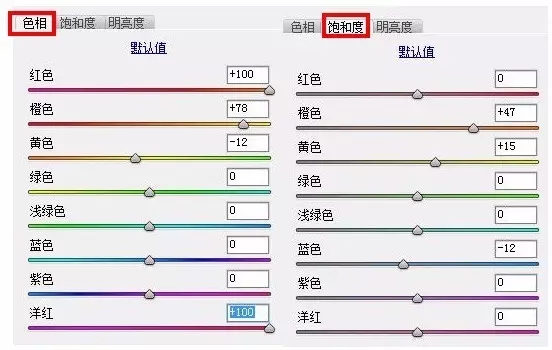 色相 饱和度 明亮度
默认值
红色 +100
橙色 +78
黄色 -12
绿色 0
浅绿色 0
蓝色 0
紫色 0
洋红 +100
色相 饱和度 明亮度
默认值
红色 0
橙色 +47
黄色 +15
绿色 0
浅绿色 0
蓝色 -12
紫色 0
洋红 0